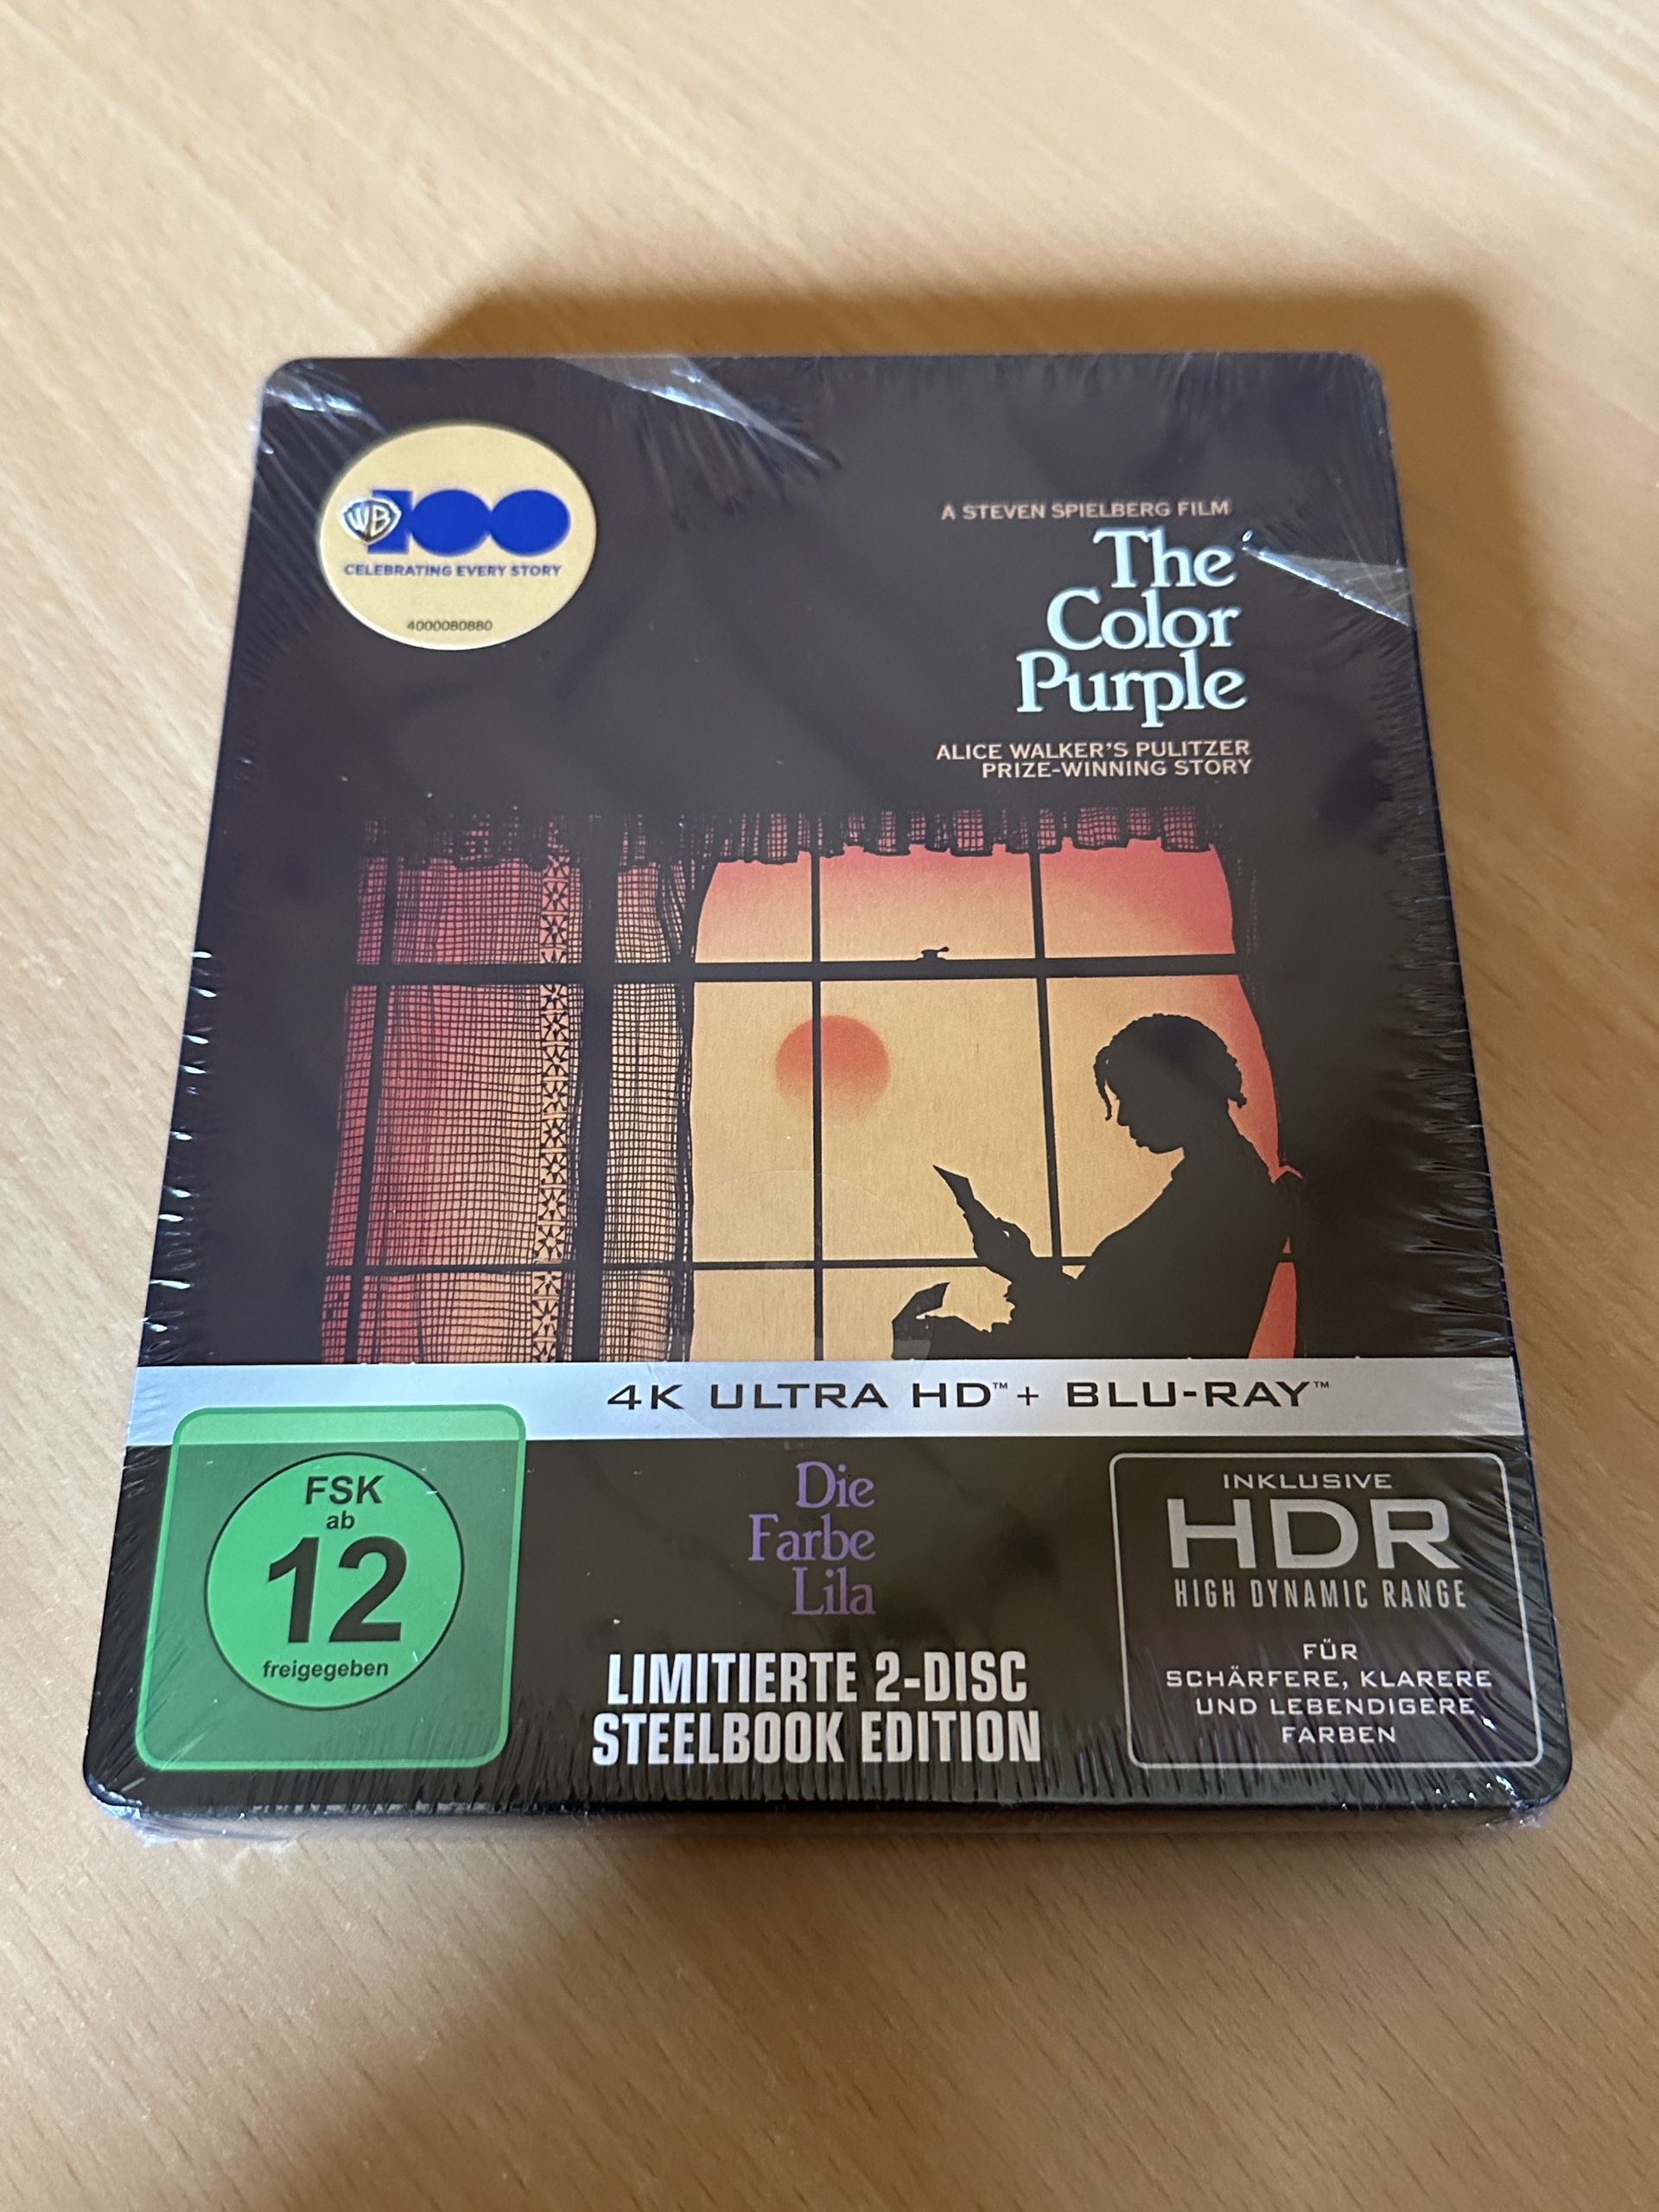 WB 100
CELEBRATING EVERY STORY
4000080880
A STEVEN SPIELBERG FILM
The
Color
Purple
ALICE WALKER'S PULITZER
PRIZE-WINNING STORY
4K ULTRA HD™ + BLU-RAY™
FSK
ab
12
freigegeben
Die
Farbe
Lila
LIMITIERTE 2-DISC
STEELBOOK EDITION
INKLUSIVE
HDR
HIGH DYNAMIC RANGE
FÜR
SCHÄRFERE, KLARERE
UND LEBENDIGERE
FARBEN